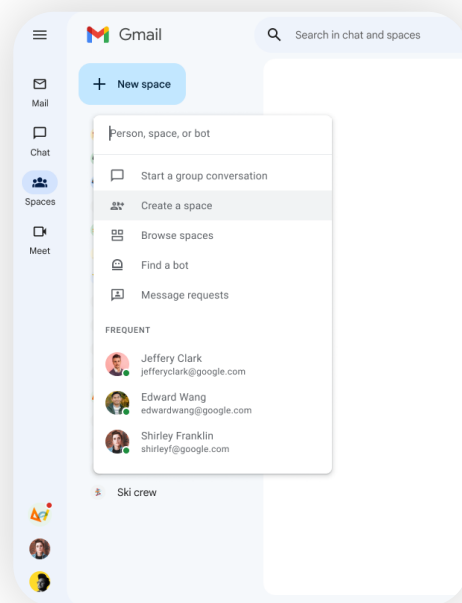 Gmail
Search in chat and spaces
New space
Mail
Chat
Spaces
Meet
Person, space, or bot
Start a group conversation
Create a space
Browse spaces
Find a bot
Message requests
FREQUENT
Jeffery Clark
jefferyclark@google.com
Edward Wang
edwardwang@google.com
Shirley Franklin
shirleyf@google.com
Ski crew